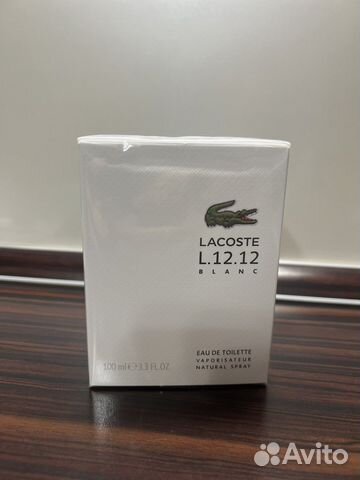 LACOSTE
L.12.12
BLANC
EAU DE TOILETTE
VAPORISATEUR
NATURAL SPRAY
100 ml ℮ 3.3 FL.OZ
Avito